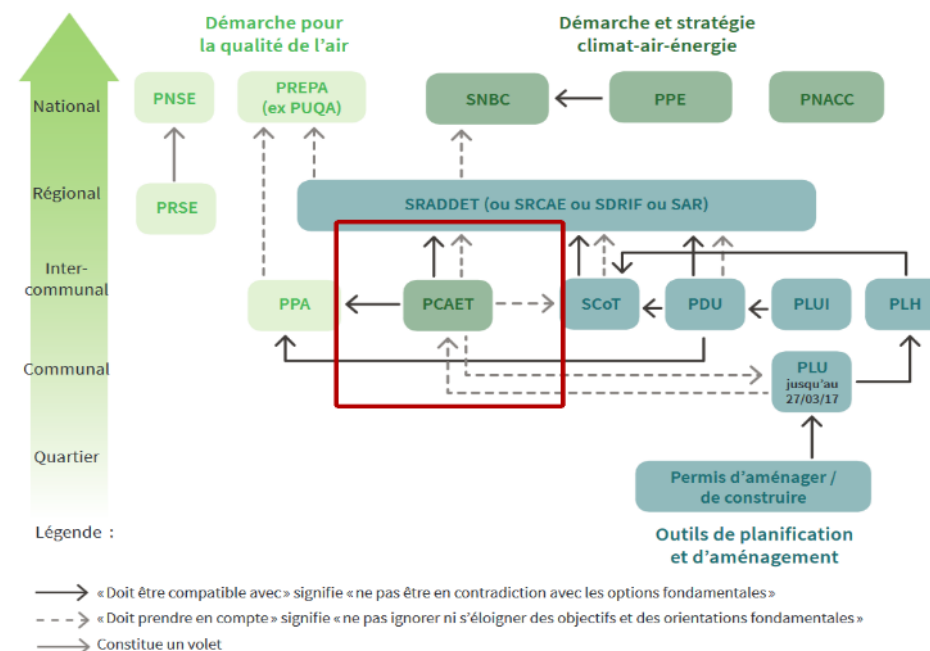 Démarche pour
la qualité de l’air
Démarche et stratégie
climat-air-énergie
National
PNSE
PREPA
(ex PUQA)
SNBC
PPE
PNACC
Régional
PRSE
SRADDET (ou SRCAE ou SDRIF ou SAR)
Inter-
communal
PPA
PCAET
SCoT
PDU
PLUI
PLH
Communal
PLU
jusqu’au
27/03/17
Quartier
Permis d’aménager /
de construire
Légende :
Outils de planification
et d’aménagement
« Doit être compatible avec » signifie « ne pas être en contradiction avec les options fondamentales »
« Doit prendre en compte » signifie « ne pas ignorer ni s’éloigner des objectifs et des orientations fondamentales »
Constitue un volet